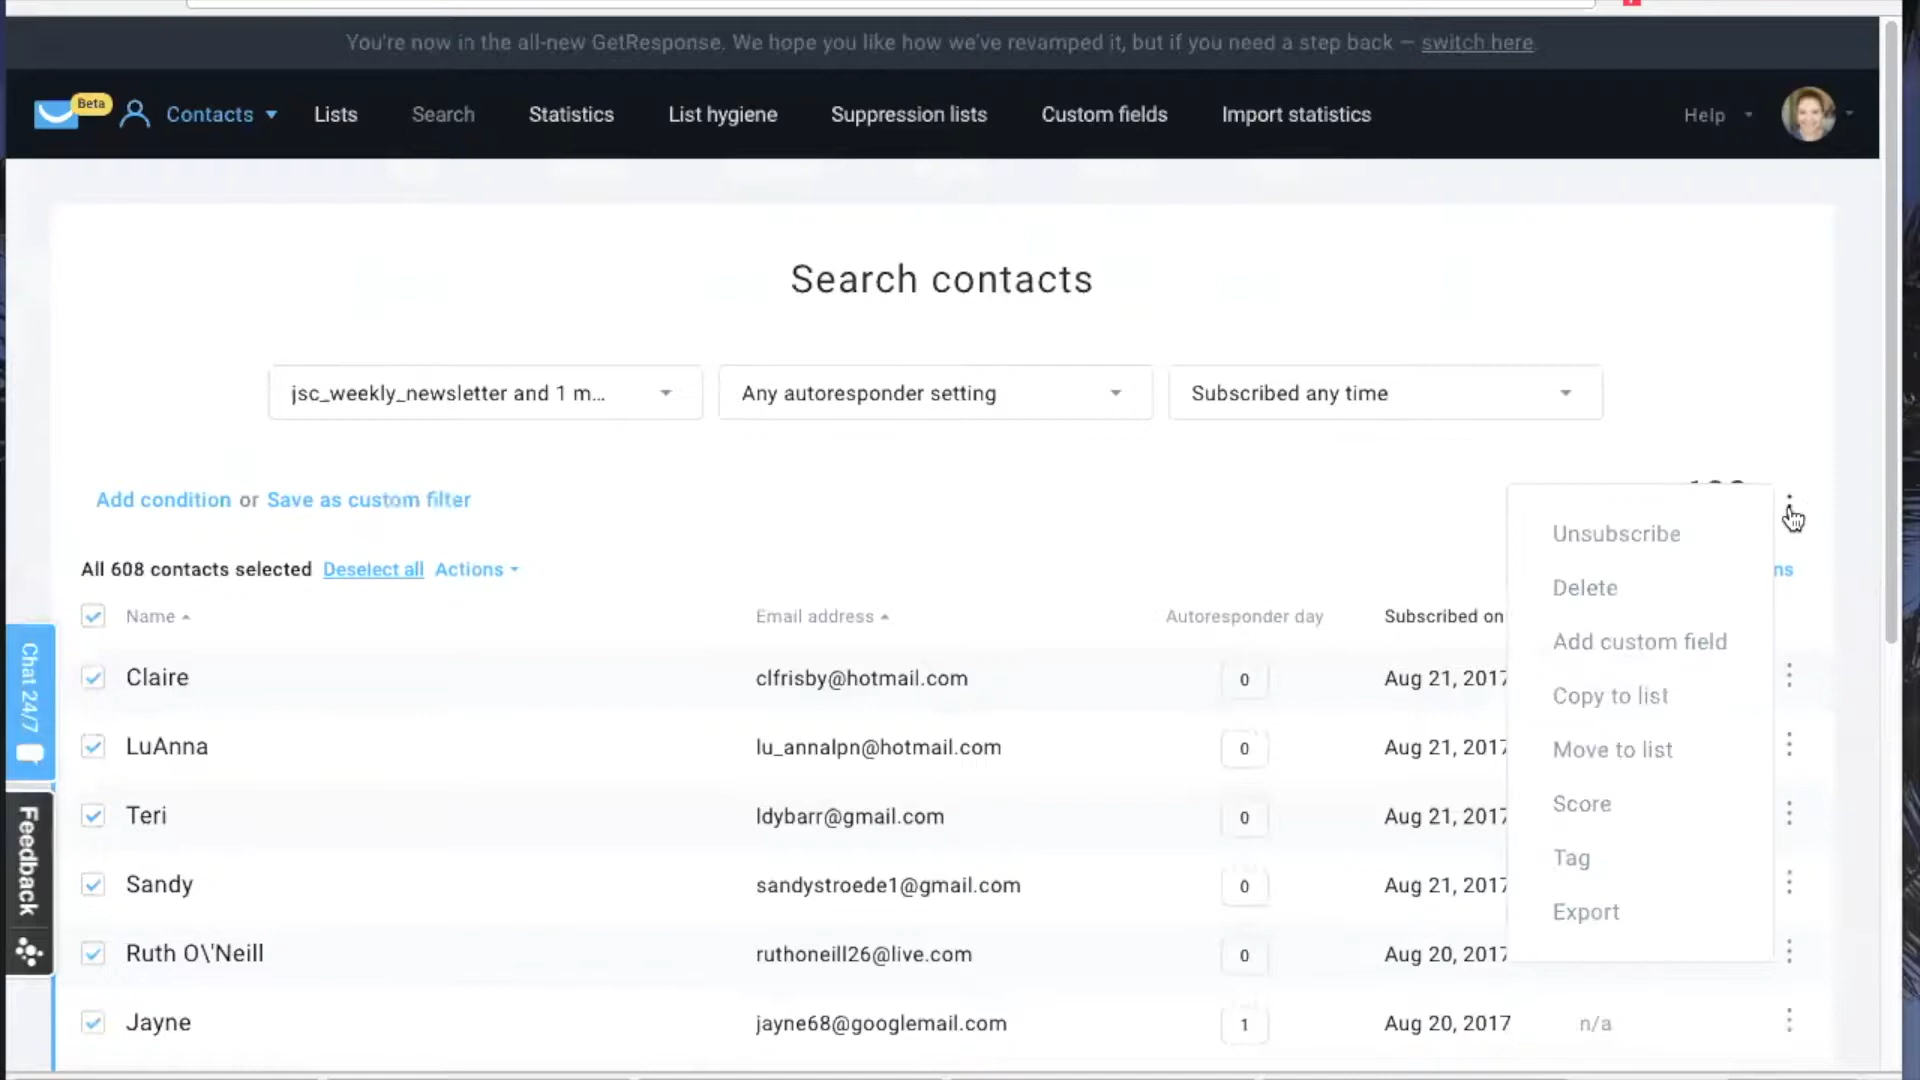 You're now in the all-new GetResponse. We hope you like how we've revamped it, but if you need a step back — switch here.
Beta Contacts Lists Search Statistics List hygiene Suppression lists Custom fields Import statistics Help
Search contacts
jsc_weekly_newsletter and 1 m... Any autoresponder setting Subscribed any time
Add condition or Save as custom filter
All 608 contacts selected Deselect all Actions
Name Email address Autoresponder day Subscribed on
Claire clfrisby@hotmail.com 0 Aug 21, 2017
LuAnna lu_annalpn@hotmail.com 0 Aug 21, 2017
Teri ldybarr@gmail.com 0 Aug 21, 2017
Sandy sandystroede1@gmail.com 0 Aug 21, 2017
Ruth O\'Neill ruthoneill26@live.com 0 Aug 20, 2017
Jayne jayne68@googlemail.com 1 Aug 20, 2017 n/a
Unsubscribe
Delete
Add custom field
Copy to list
Move to list
Score
Tag
Export
Chat 24/7
Feedback